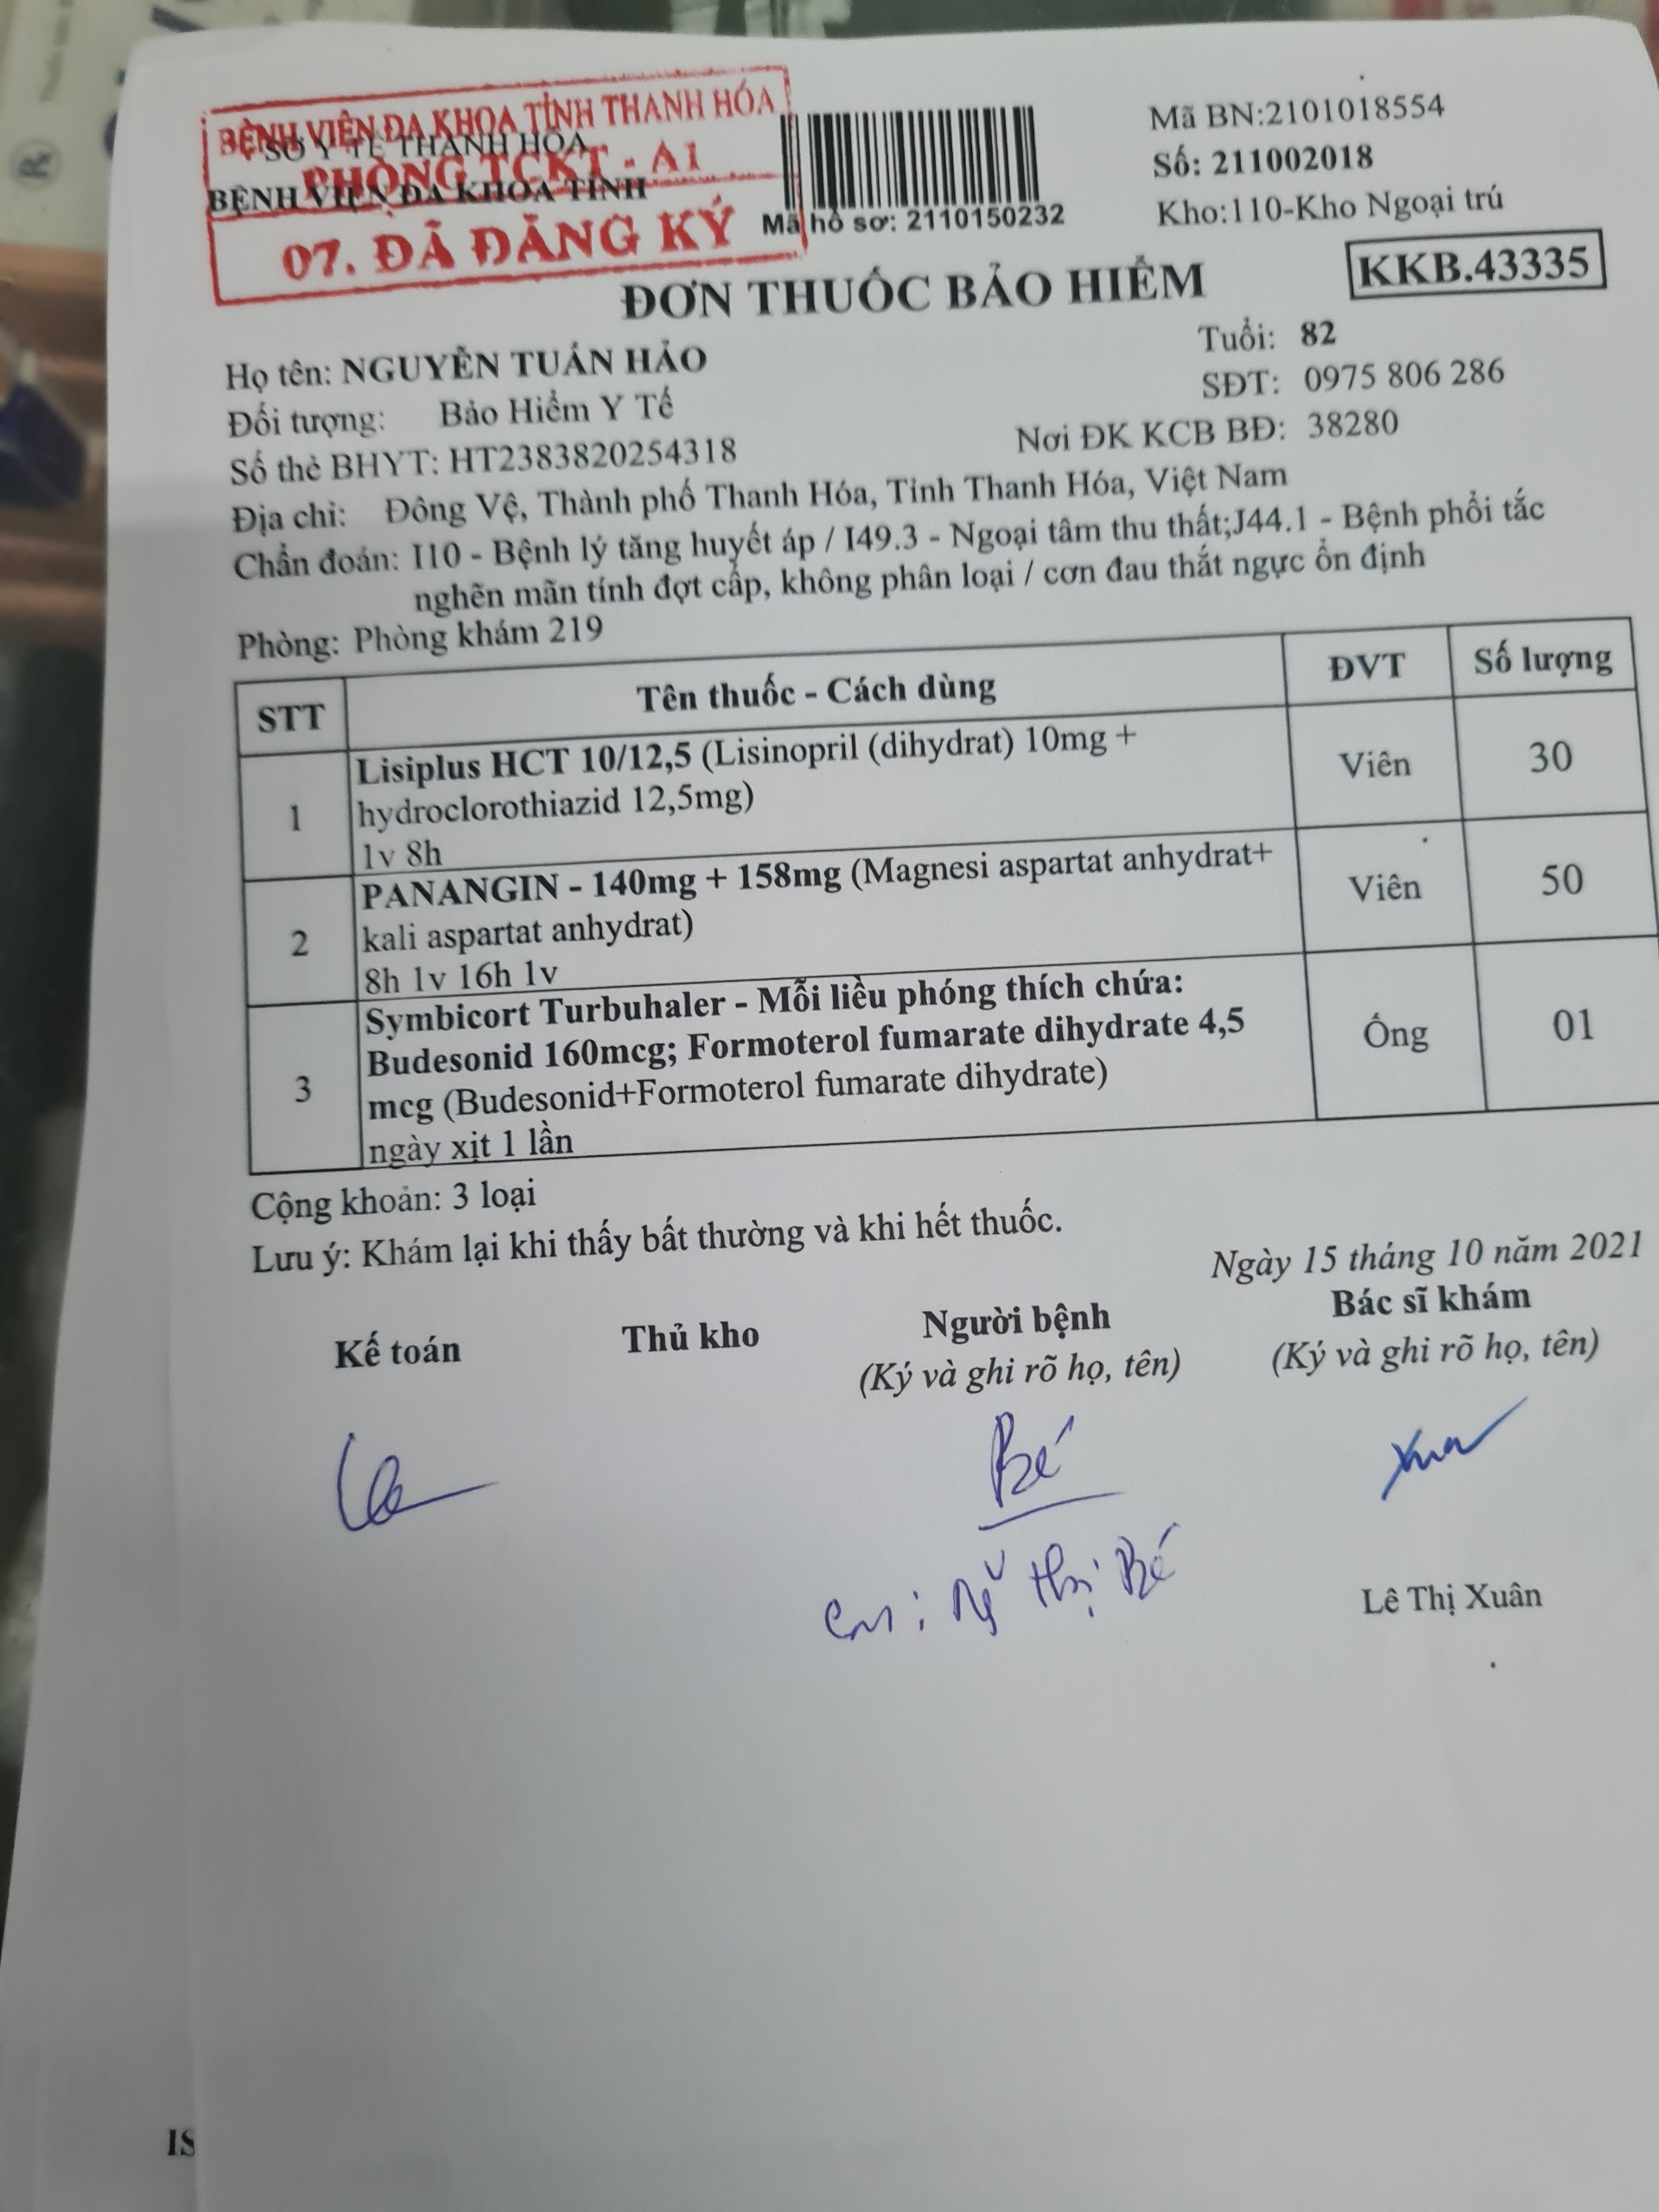 BỆNH VIỆN ĐA KHOA TỈNH THANH HÓA
SỞ Y TẾ THANH HÓA
PHÒNG TCKT - A1
BỆNH VIỆN ĐA KHOA TỈNH
07. ĐÃ ĐĂNG KÝ
Mã hồ sơ: 2110150232
Mã BN:2101018554
Số: 211002018
Kho:110-Kho Ngoại trú
KKB.43335
ĐƠN THUỐC BẢO HIỂM
Họ tên: NGUYỄN TUẤN HẢO
Tuổi: 82
Đối tượng: Bảo Hiểm Y Tế
SĐT: 0975 806 286
Số thẻ BHYT: HT2383820254318
Nơi ĐK KCB BĐ: 38280
Địa chỉ: Đông Vệ, Thành phố Thanh Hóa, Tỉnh Thanh Hóa, Việt Nam
Chẩn đoán: I10 - Bệnh lý tăng huyết áp / I49.3 - Ngoại tâm thu thất;J44.1 - Bệnh phổi tắc
nghẽn mãn tính đợt cấp, không phân loại / cơn đau thắt ngực ổn định
Phòng: Phòng khám 219
STT Tên thuốc - Cách dùng ĐVT Số lượng
1 Lisiplus HCT 10/12,5 (Lisinopril (dihydrat) 10mg + Viên 30
hydroclorothiazid 12,5mg)
1v 8h
2 PANANGIN - 140mg + 158mg (Magnesi aspartat anhydrat+ Viên 50
kali aspartat anhydrat)
8h 1v 16h 1v
3 Symbicort Turbuhaler - Mỗi liều phóng thích chứa: Ống 01
Budesonid 160mcg; Formoterol fumarate dihydrate 4,5
mcg (Budesonid+Formoterol fumarate dihydrate)
ngày xịt 1 lần
Cộng khoản: 3 loại
Lưu ý: Khám lại khi thấy bất thường và khi hết thuốc.
Ngày 15 tháng 10 năm 2021
Kế toán Thủ kho Người bệnh Bác sĩ khám
(Ký và ghi rõ họ, tên) (Ký và ghi rõ họ, tên)
Bé
Thị Bé
Lê Thị Xuân
IS